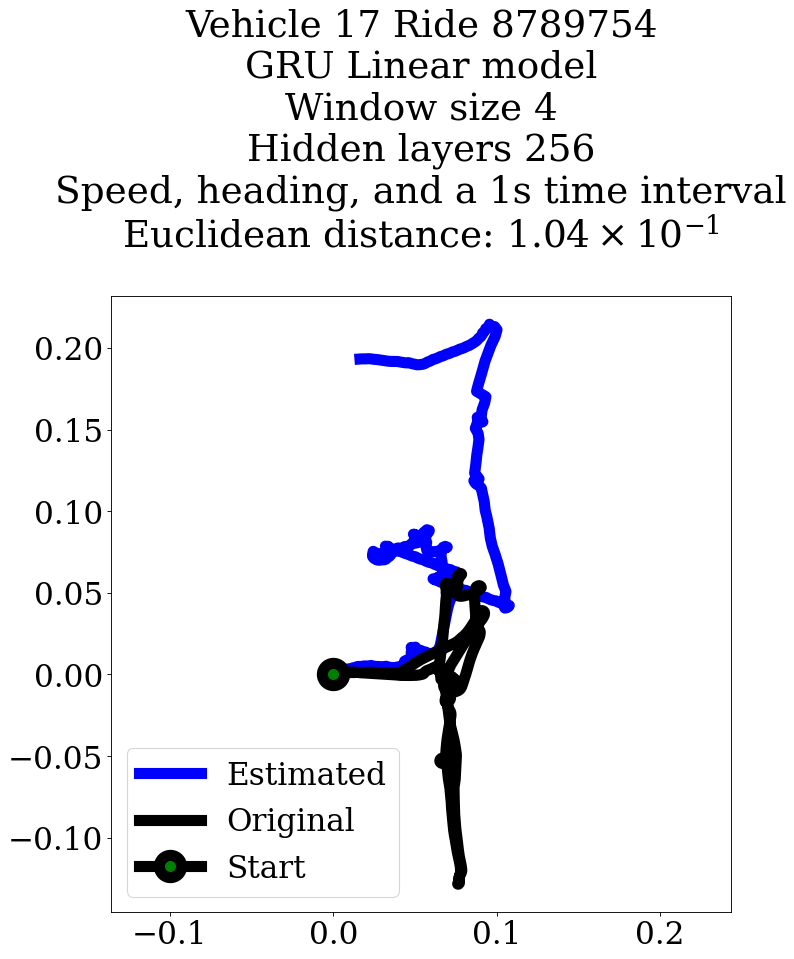 Vehicle 17 Ride 8789754
GRU Linear model
Window size 4
Hidden layers 256
Speed, heading, and a 1s time interval
Euclidean distance: 1.04 × 10⁻¹
0.20
0.15
0.10
0.05
0.00
−0.05
−0.10
Estimated
Original
Start
−0.1
0.0
0.1
0.2